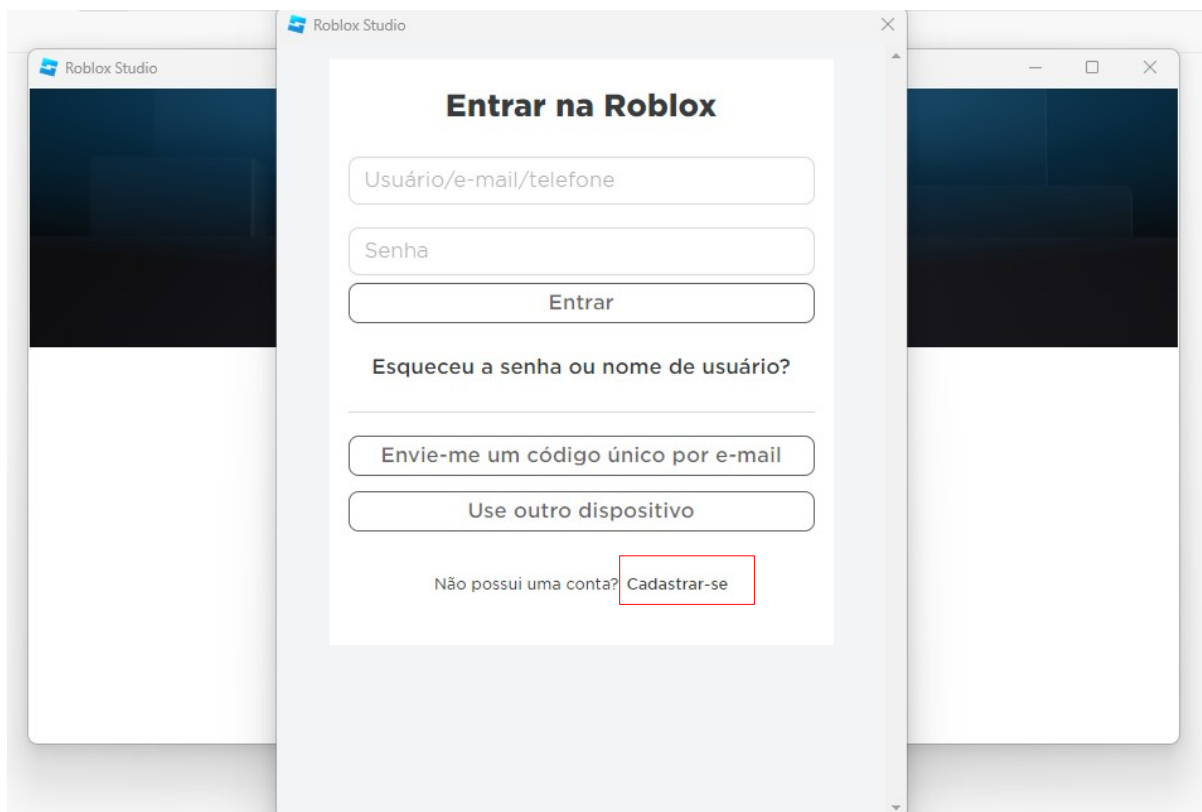 Roblox Studio
Roblox Studio
Entrar na Roblox
Usuário/e-mail/telefone
Senha
Entrar
Esqueceu a senha ou nome de usuário?
Envie-me um código único por e-mail
Use outro dispositivo
Não possui uma conta? Cadastrar-se